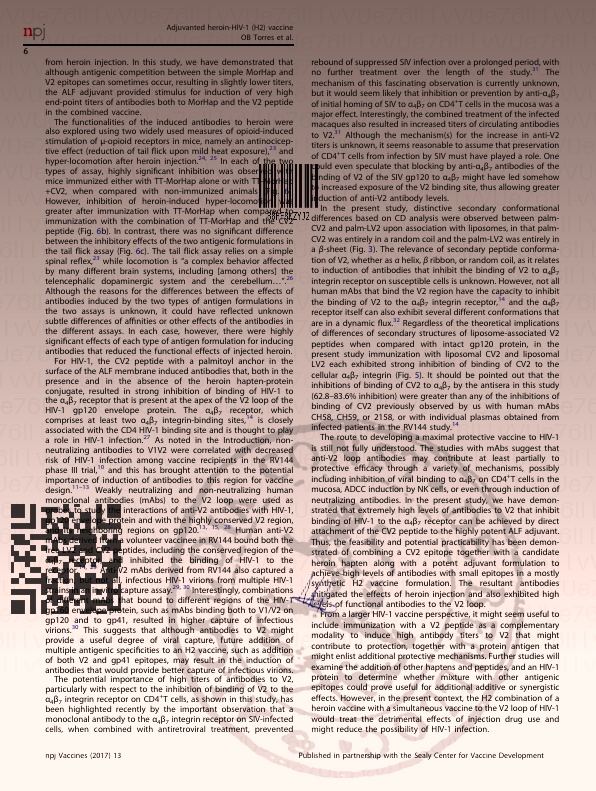 npj
Adjuvanted heroin-HIV-1 (H2) vaccine
OB Torres et al.
6
from heroin injection. In this study, we have demonstrated
that although antigenic competition between the simple MorHap and
V2 epitopes can sometimes occur, resulting in slightly lower titers,
the ALF adjuvant provided stimulus for induction of very high
end-point titers of antibodies both to MorHap and the V2 peptide
in the combined vaccine.
The functionalities of the induced antibodies to heroin were
also explored using two widely used measures of opioid-induced
stimulation of μ-opioid receptors in mice, namely an antinocicep-
tive effect (reduction of tail flick upon mild heat exposure),23 and
hyper-locomotion after heroin injection.24, 25 In each of the two
types of assay, highly significant inhibition was observed
mice immunized either with TT-MorHap alone or with TT-MorHap
+CV2, when compared with non-immunized animals
However, inhibition of heroin-induced hyper-locomotion
greater after immunization with TT-MorHap when compared to
immunization with the combination of TT-MorHap and the CV2
peptide (Fig. 6b). In contrast, there was no significant difference
between the inhibitory effects of the two antigenic formulations in
the tail flick assay (Fig. 6c). The tail flick assay relies on a simple
spinal reflex,23 while locomotion is "a complex behavior affected
by many different brain systems, including [among others] the
telencephalic dopaminergic system and the cerebellum…".26
Although the reasons for the differences between the effects of
antibodies induced by the two types of antigen formulations in
the two assays is unknown, it could have reflected unknown
subtle differences of affinities or other effects of the antibodies in
the different assays. In each case, however, there were highly
significant effects of each type of antigen formulation for inducing
antibodies that reduced the functional effects of injected heroin.
For HIV-1, the CV2 peptide with a palmitoyl anchor in the
surface of the ALF membrane induced antibodies that, both in the
presence and in the absence of the heroin hapten-protein
conjugate, resulted in strong inhibition of binding of HIV-1 to
the α4β7 receptor that is present at the apex of the V2 loop of the
HIV-1 gp120 envelope protein. The α4β7 receptor, which
comprises at least two α4β7 integrin-binding sites,14 is closely
associated with the CD4 HIV-1 binding site and is thought to play
a role in HIV-1 infection.27 As noted in the Introduction, non-
neutralizing antibodies to V1V2 were correlated with decreased
risk of HIV-1 infection among vaccine recipients in the RV144
phase III trial,10 and this has brought attention to the potential
importance of induction of antibodies to this region for vaccine
design.11–13 Weakly neutralizing and non-neutralizing human
monoclonal antibodies (mAbs) to the V2 loop were used as
probes to study the interactions of anti-V2 antibodies with HIV-1,
envelope protein and with the highly conserved V2 region,
neighboring regions on gp120.13, 15, 28 Human anti-V2
mAbs derived from a volunteer vaccinee in RV144 bound both the
free LV2 and CV2 peptides, including the conserved region of the
and inhibited the binding of HIV-1 to the
Anti-V2 mAbs derived from RV144 also captured a
fraction, but not all, infectious HIV-1 virions from multiple HIV-1
strains in a virus capture assay.29, 30 Interestingly, combinations
that bound to different regions of the HIV-1
gp120 envelope protein, such as mAbs binding both to V1/V2 on
gp120 and to gp41, resulted in higher capture of infectious
virions.30 This suggests that although antibodies to V2 might
provide a useful degree of viral capture, future addition of
multiple antigenic specificities to an H2 vaccine, such as addition
of both V2 and gp41 epitopes, may result in the induction of
antibodies that would provide better capture of infectious virions.
The potential importance of high titers of antibodies to V2,
particularly with respect to the inhibition of binding of V2 to the
α4β7 integrin receptor on CD4+T cells, as shown in this study, has
been highlighted recently by the important observation that a
monoclonal antibody to the α4β7 integrin receptor on SIV-infected
cells, when combined with antiretroviral treatment, prevented
rebound of suppressed SIV infection over a prolonged period, with
no further treatment over the length of the study.31 The
mechanism of this fascinating observation is currently unknown,
but it would seem likely that inhibition or prevention by anti-α4β7
of initial homing of SIV to α4β7 on CD4+T cells in the mucosa was a
major effect. Interestingly, the combined treatment of the infected
macaques also resulted in increased titers of circulating antibodies
to V2.31 Although the mechanism(s) for the increase in anti-V2
titers is unknown, it seems reasonable to assume that preservation
of CD4+T cells from infection by SIV must have played a role. One
could even speculate that blocking by anti-α4β7 antibodies of the
binding of V2 of the SIV gp120 to α4β7 might have led somehow
to increased exposure of the V2 binding site, thus allowing greater
induction of anti-V2 antibody levels.
In the present study, distinctive secondary conformational
differences based on CD analysis were observed between palm-
CV2 and palm-LV2 upon association with liposomes, in that palm-
CV2 was entirely in a random coil and the palm-LV2 was entirely in
a β-sheet (Fig. 3). The relevance of secondary peptide conforma-
tion of V2, whether as α helix, β ribbon, or random coil, as it relates
to induction of antibodies that inhibit the binding of V2 to α4β7
integrin receptor on susceptible cells is unknown. However, not all
human mAbs that bind the V2 region have the capacity to inhibit
the binding of V2 to the α4β7 integrin receptor,14 and the α4β7
receptor itself can also exhibit several different conformations that
are in a dynamic flux.32 Regardless of the theoretical implications
of differences of secondary structures of liposome-associated V2
peptides when compared with intact gp120 protein, in the
present study immunization with liposomal CV2 and liposomal
LV2 each exhibited strong inhibition of binding of CV2 to the
cellular α4β7 integrin (Fig. 5). It should be pointed out that the
inhibitions of binding of CV2 to α4β7 by the antisera in this study
(62.8–83.6% inhibition) were greater than any of the inhibitions of
binding of CV2 previously observed by us with human mAbs
CH58, CH59, or 2158, or with individual plasmas obtained from
infected patients in the RV144 study.14
The road to developing a maximal protective vaccine to HIV-1
is still not fully understood. The studies with mAbs suggest that
anti-V2 loop antibodies may contribute at least partially to
protective efficacy through a variety of mechanisms, possibly
including inhibition of viral binding to α4β7 on CD4+T cells in the
mucosa, ADCC induction by NK cells, or even through induction of
neutralizing antibodies. In the present study, we have demon-
strated that extremely high levels of antibodies to V2 that inhibit
binding of HIV-1 to the α4β7 receptor can be achieved by direct
attachment of the CV2 peptide to the highly potent ALF adjuvant.
Thus, the feasibility and potential practicability has been demon-
strated of combining a CV2 epitope together with a candidate
heroin hapten along with a potent adjuvant formulation to
achieve high levels of antibodies with small epitopes in a mostly
synthetic H2 vaccine formulation. The resultant antibodies
mitigated the effects of heroin injection and also exhibited high
levels of functional antibodies to the V2 loop.
From a larger HIV-1 vaccine perspective, it might seem useful to
include immunization with a V2 peptide as a complementary
modality to induce high antibody titers to V2 that might
contribute to protection, together with a protein antigen that
might enlist additional protective mechanisms. Further studies will
examine the addition of other haptens and peptides, and an HIV-1
protein to determine whether mixture with other antigenic
epitopes could prove useful for additional additive or synergistic
effects. However, in the present context, the H2 combination of a
heroin vaccine with a simultaneous vaccine to the V2 loop of HIV-1
would treat the detrimental effects of injection drug use and
might reduce the possibility of HIV-1 infection.
npj Vaccines (2017) 13
Published in partnership with the Sealy Center for Vaccine Development